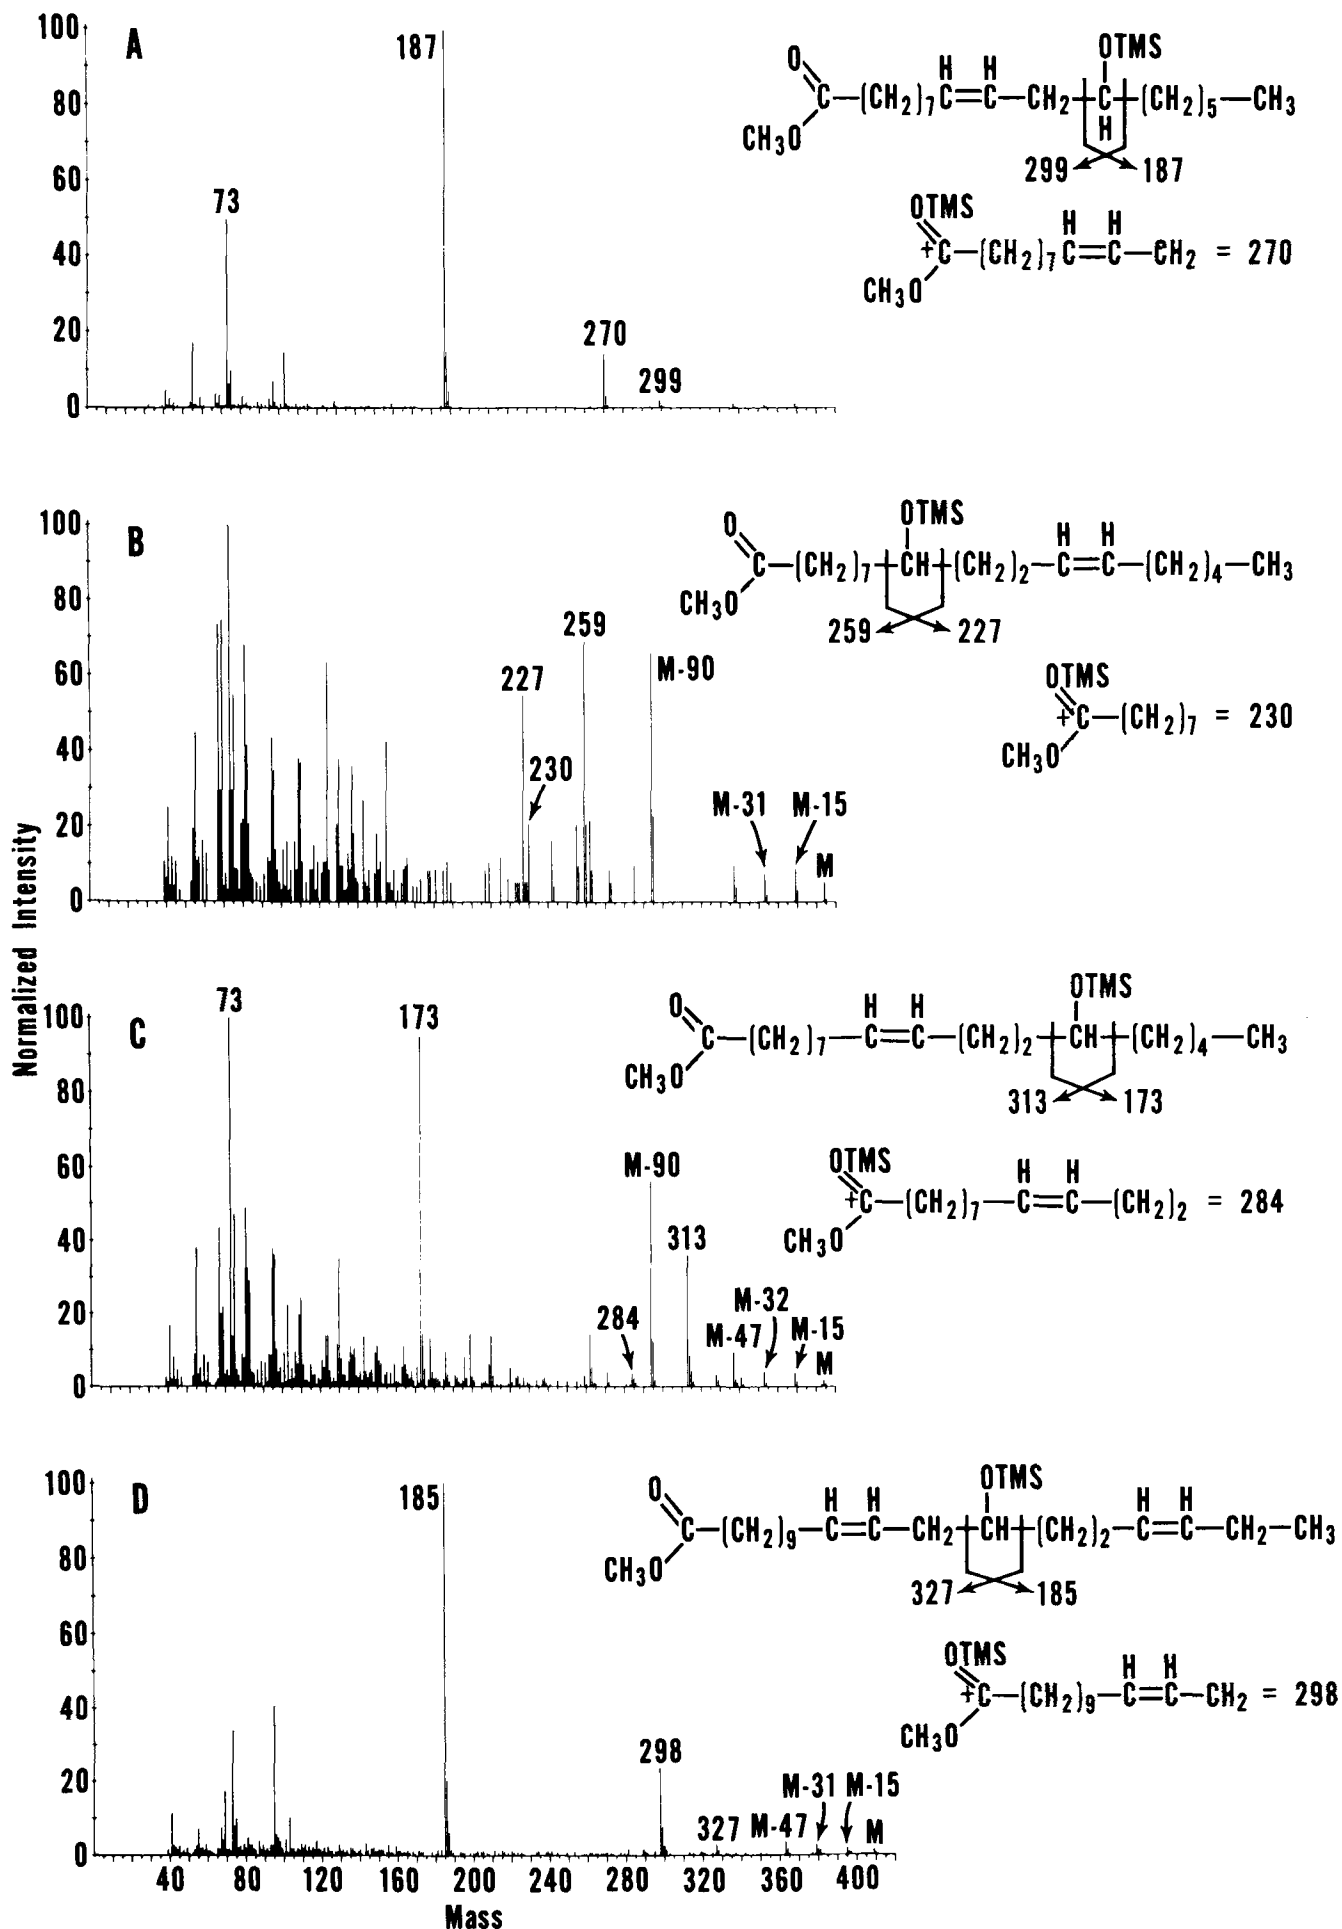 Normalized Intensity
A
100
80
60
40
20
0
73
187
270
299
O
C–(CH2)7C=C–CH2–C–(CH2)5–CH3
H H
OTMS
H
CH3O
299 187
OTMS
H H
+C–(CH2)7C=C–CH2 = 270
CH3O
B
100
80
60
40
20
0
227
230
259
M-90
M-31
M-15
M
OTMS
O
H H
C–(CH2)7–CH–(CH2)2–C=C–(CH2)4–CH3
CH3O
259 227
OTMS
+C–(CH2)7 = 230
CH3O
C
100
80
60
40
20
0
73
173
284
M-90
313
M-47
M-32
M-15
M
OTMS
O
H H
C–(CH2)7–C=C–(CH2)2–CH–(CH2)4–CH3
CH3O
313 173
OTMS
H H
+C–(CH2)7–C=C–(CH2)2 = 284
CH3O
D
100
80
60
40
20
0
185
298
327
M-47
M-31
M-15
M
OTMS
O
H H H H
C–(CH2)9–C=C–CH2–CH–(CH2)2–C=C–CH2–CH3
CH3O
327 185
OTMS
H H
+C–(CH2)9–C=C–CH2 = 298
CH3O
40 80 120 160 200 240 280 320 360 400
Mass